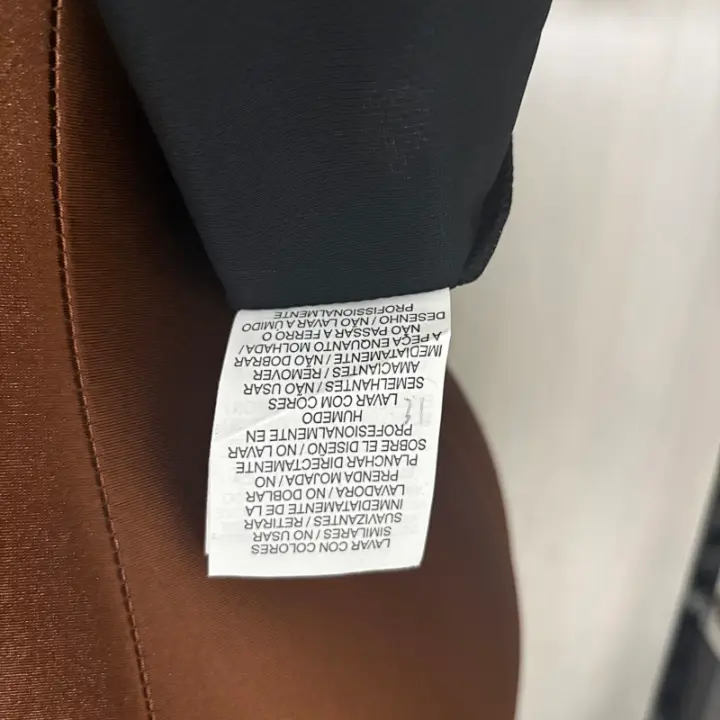 LAVAR CON COLORES
SIMILARES / NO USAR
SUAVIZANTES / RETIRAR
INMEDIATAMENTE DE LA
LAVADORA / NO DOBLAR
PRENDA MOJADA / NO
PLANCHAR DIRECTAMENTE
SOBRE EL DISEÑO / NO LAVAR
PROFESIONALMENTE EN
HUMEDO
LAVAR COM CORES
SEMELHANTES / NÃO USAR
AMACIANTES / REMOVER
IMEDIATAMENTE / NÃO DOBRAR
A PEÇA ENQUANTO MOLHADA /
NÃO PASSAR A FERRO O
DESENHO / NÃO LAVAR A ÚMIDO
PROFISSIONALMENTE